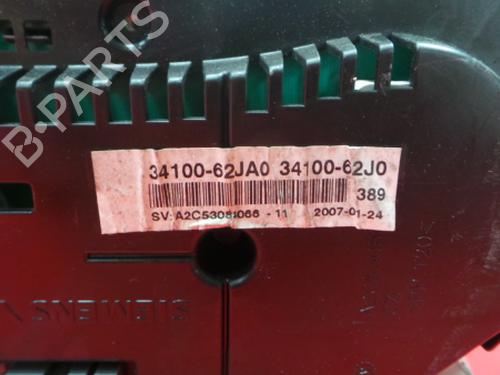 B-PARTS
34100-62JA0 34100-62J0
389
SV: A2C53081066 - 11 2007-01-24
SIEMENS